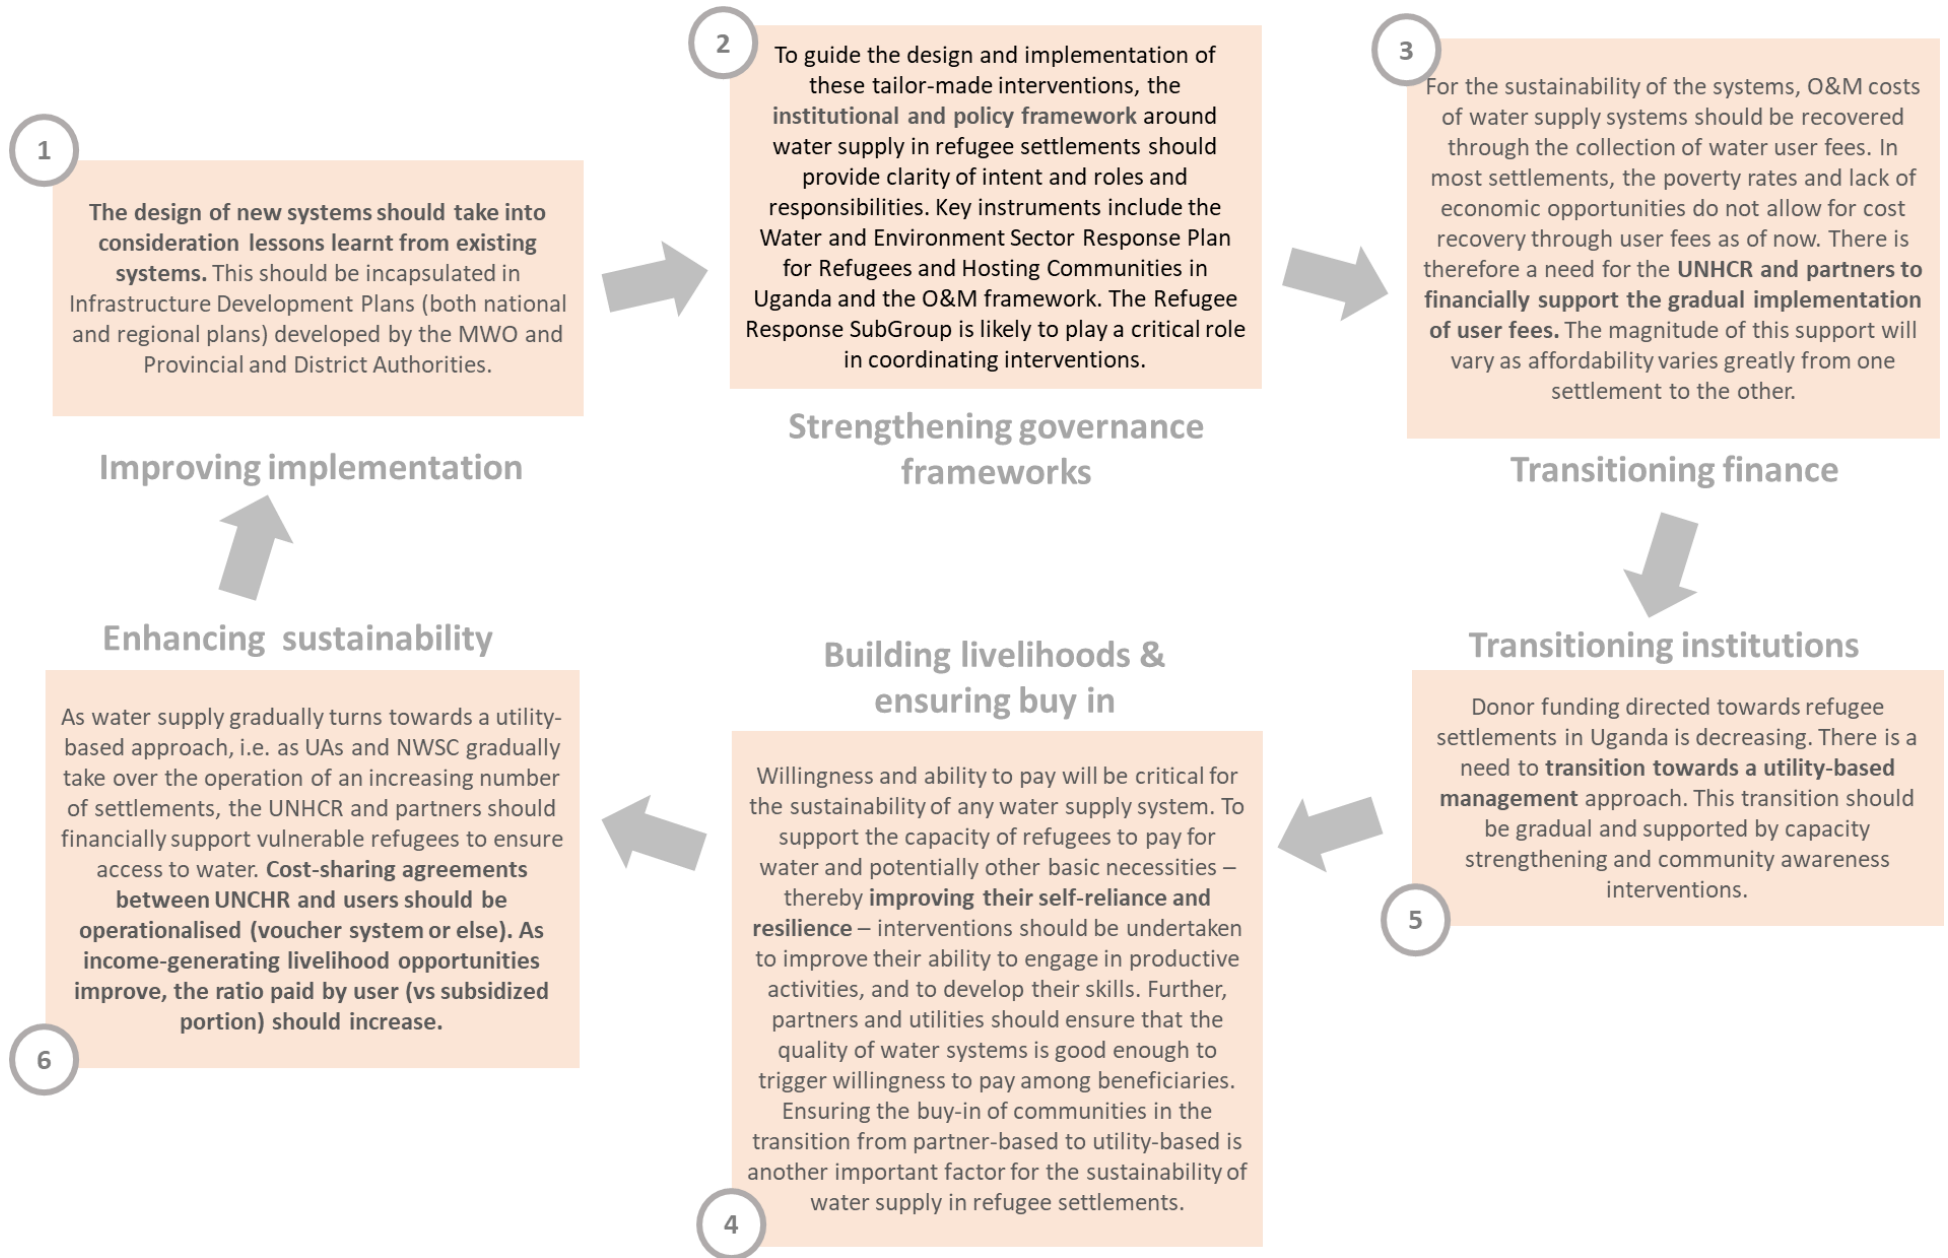 1
The design of new systems should take into
consideration lessons learnt from existing
systems. This should be incapsulated in
Infrastructure Development Plans (both national
and regional plans) developed by the MWO and
Provincial and District Authorities.
Improving implementation
2
To guide the design and implementation of
these tailor-made interventions, the
institutional and policy framework around
water supply in refugee settlements should
provide clarity of intent and roles and
responsibilities. Key instruments include the
Water and Environment Sector Response Plan
for Refugees and Hosting Communities in
Uganda and the O&M framework. The Refugee
Response SubGroup is likely to play a critical role
in coordinating interventions.
Strengthening governance
frameworks
3
For the sustainability of the systems, O&M costs
of water supply systems should be recovered
through the collection of water user fees. In
most settlements, the poverty rates and lack of
economic opportunities do not allow for cost
recovery through user fees as of now. There is
therefore a need for the UNHCR and partners to
financially support the gradual implementation
of user fees. The magnitude of this support will
vary as affordability varies greatly from one
settlement to the other.
Transitioning finance
Transitioning institutions
Donor funding directed towards refugee
settlements in Uganda is decreasing. There is a
need to transition towards a utility-based
management approach. This transition should
be gradual and supported by capacity
strengthening and community awareness
interventions.
5
Building livelihoods &
ensuring buy in
Willingness and ability to pay will be critical for
the sustainability of any water supply system. To
support the capacity of refugees to pay for
water and potentially other basic necessities –
thereby improving their self-reliance and
resilience – interventions should be undertaken
to improve their ability to engage in productive
activities, and to develop their skills. Further,
partners and utilities should ensure that the
quality of water systems is good enough to
trigger willingness to pay among beneficiaries.
Ensuring the buy-in of communities in the
transition from partner-based to utility-based is
another important factor for the sustainability of
water supply in refugee settlements.
4
Enhancing sustainability
As water supply gradually turns towards a utility-
based approach, i.e. as UAs and NWSC gradually
take over the operation of an increasing number
of settlements, the UNHCR and partners should
financially support vulnerable refugees to ensure
access to water. Cost-sharing agreements
between UNCHR and users should be
operationalised (voucher system or else). As
income-generating livelihood opportunities
improve, the ratio paid by user (vs subsidized
portion) should increase.
6